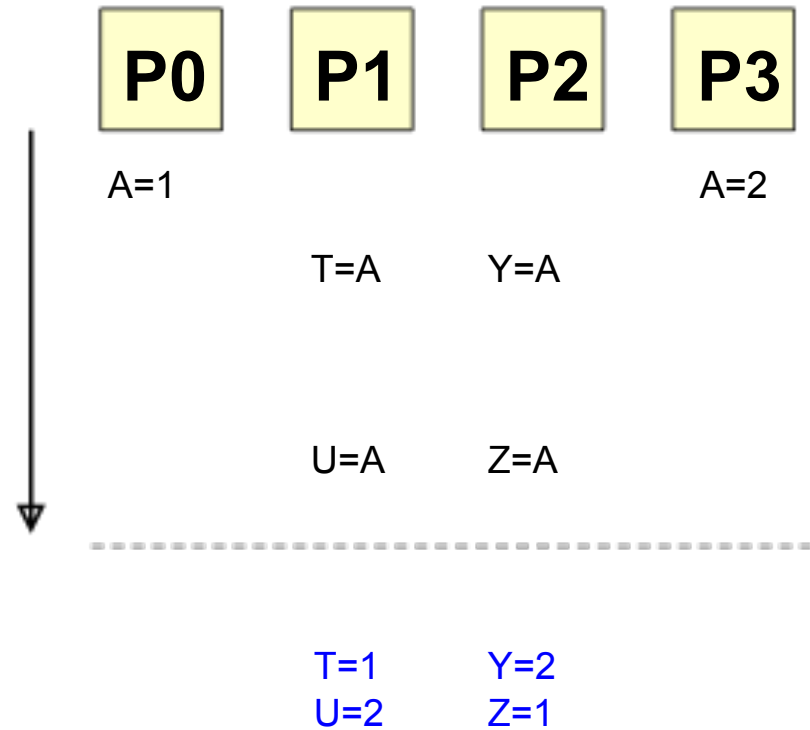 P0 P1 P2 P3
A=1 A=2
T=A Y=A
U=A Z=A
T=1 Y=2
U=2 Z=1